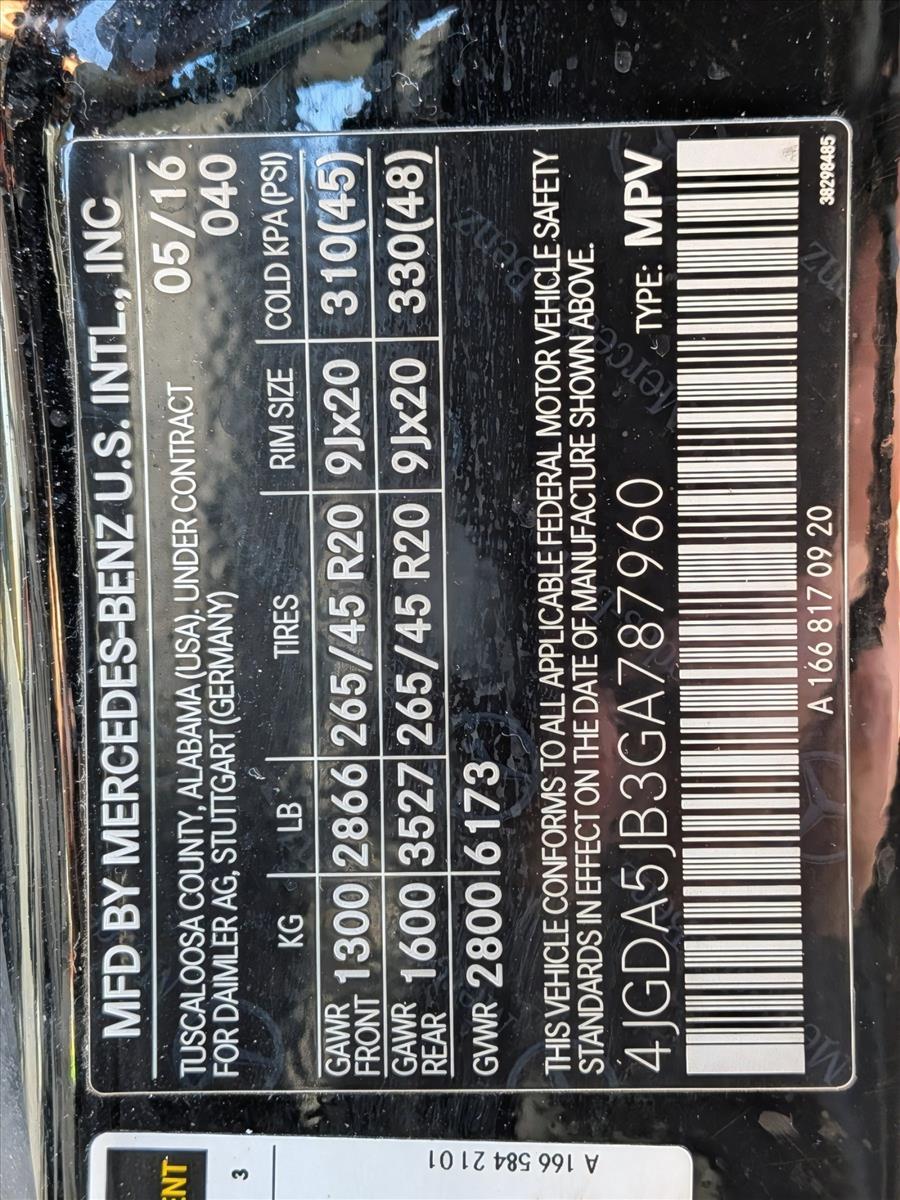 MFD BY MERCEDES-BENZ U.S. INTL., INC
TUSCALOOSA COUNTY, ALABAMA (USA). UNDER CONTRACT 05/16
FOR DAIMLER AG, STUTTGART (GERMANY) 040
KG LB TIRES RIM SIZE COLD KPA (PSI)
GAWR FRONT 1300 2866 265/45 R20 9Jx20 310(45)
GAWR REAR 1600 3527 265/45 R20 9Jx20 330(48)
GVWR 2800 6173
THIS VEHICLE CONFORMS TO ALL APPLICABLE FEDERAL MOTOR VEHICLE SAFETY
STANDARDS IN EFFECT ON THE DATE OF MANUFACTURE SHOWN ABOVE.
4JGDA5JB3GA787960 TYPE: MPV
A 166 817 09 20 38298485
3
A 166 584 21 01